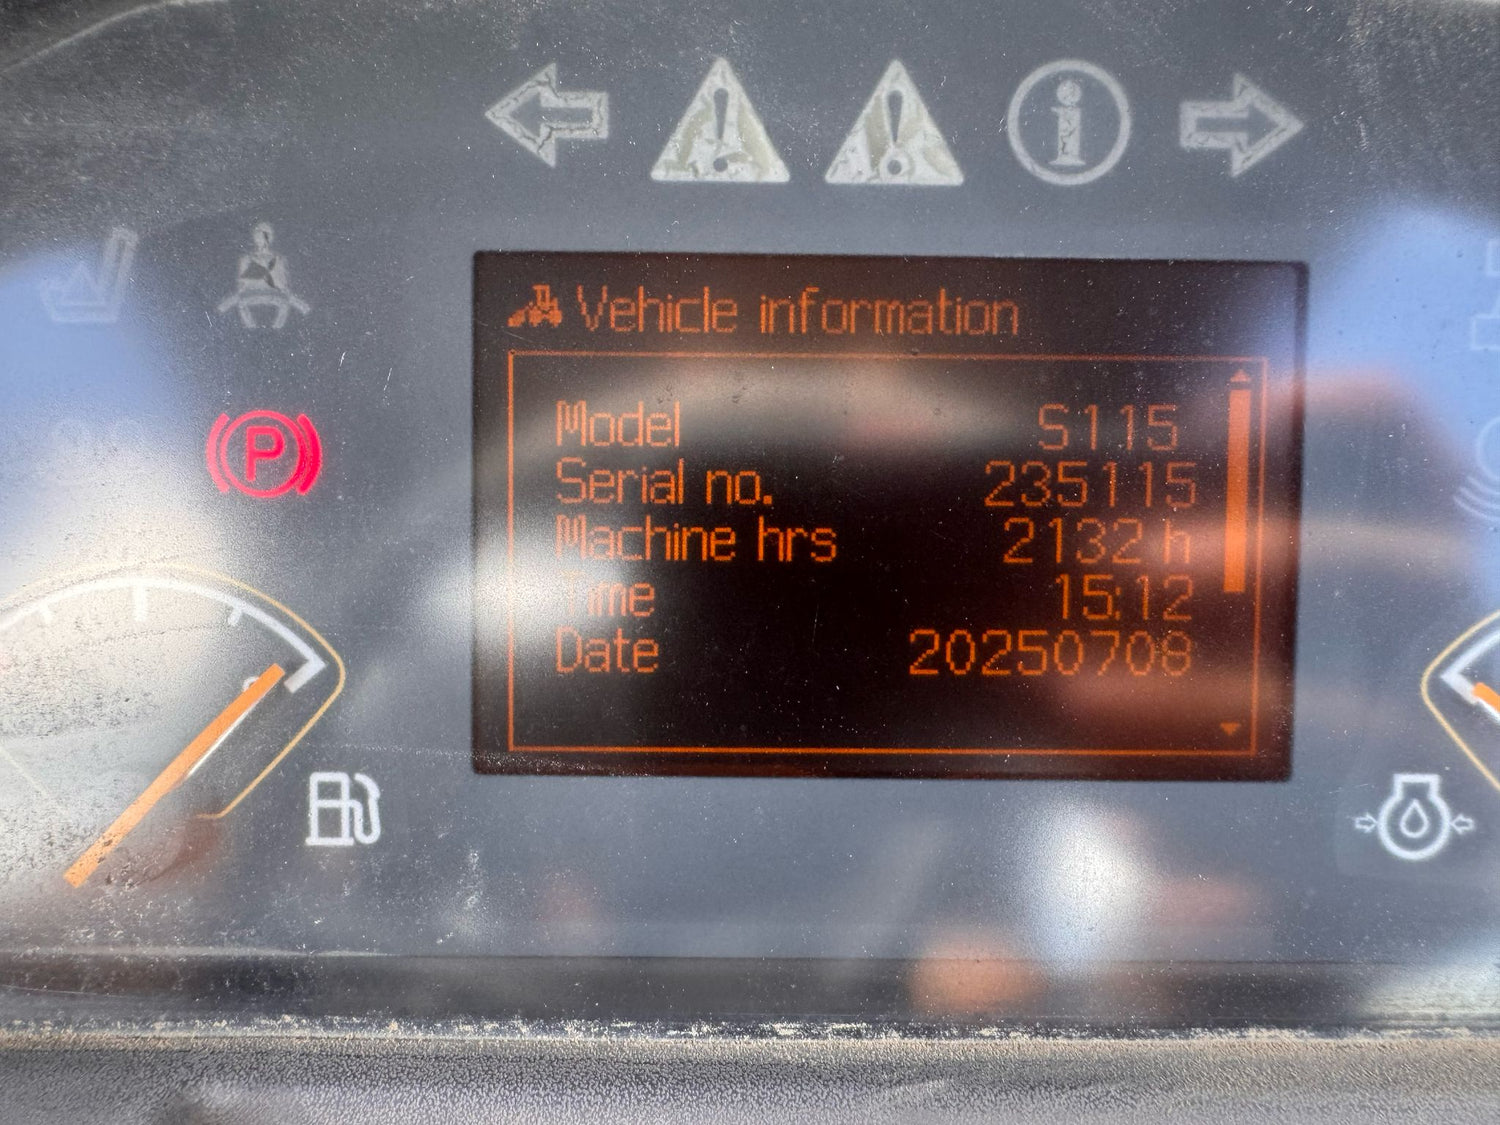 P
Vehicle information
Model S115
Serial no. 235115
Machine hrs 2132 h
Time 15:12
Date 20250708